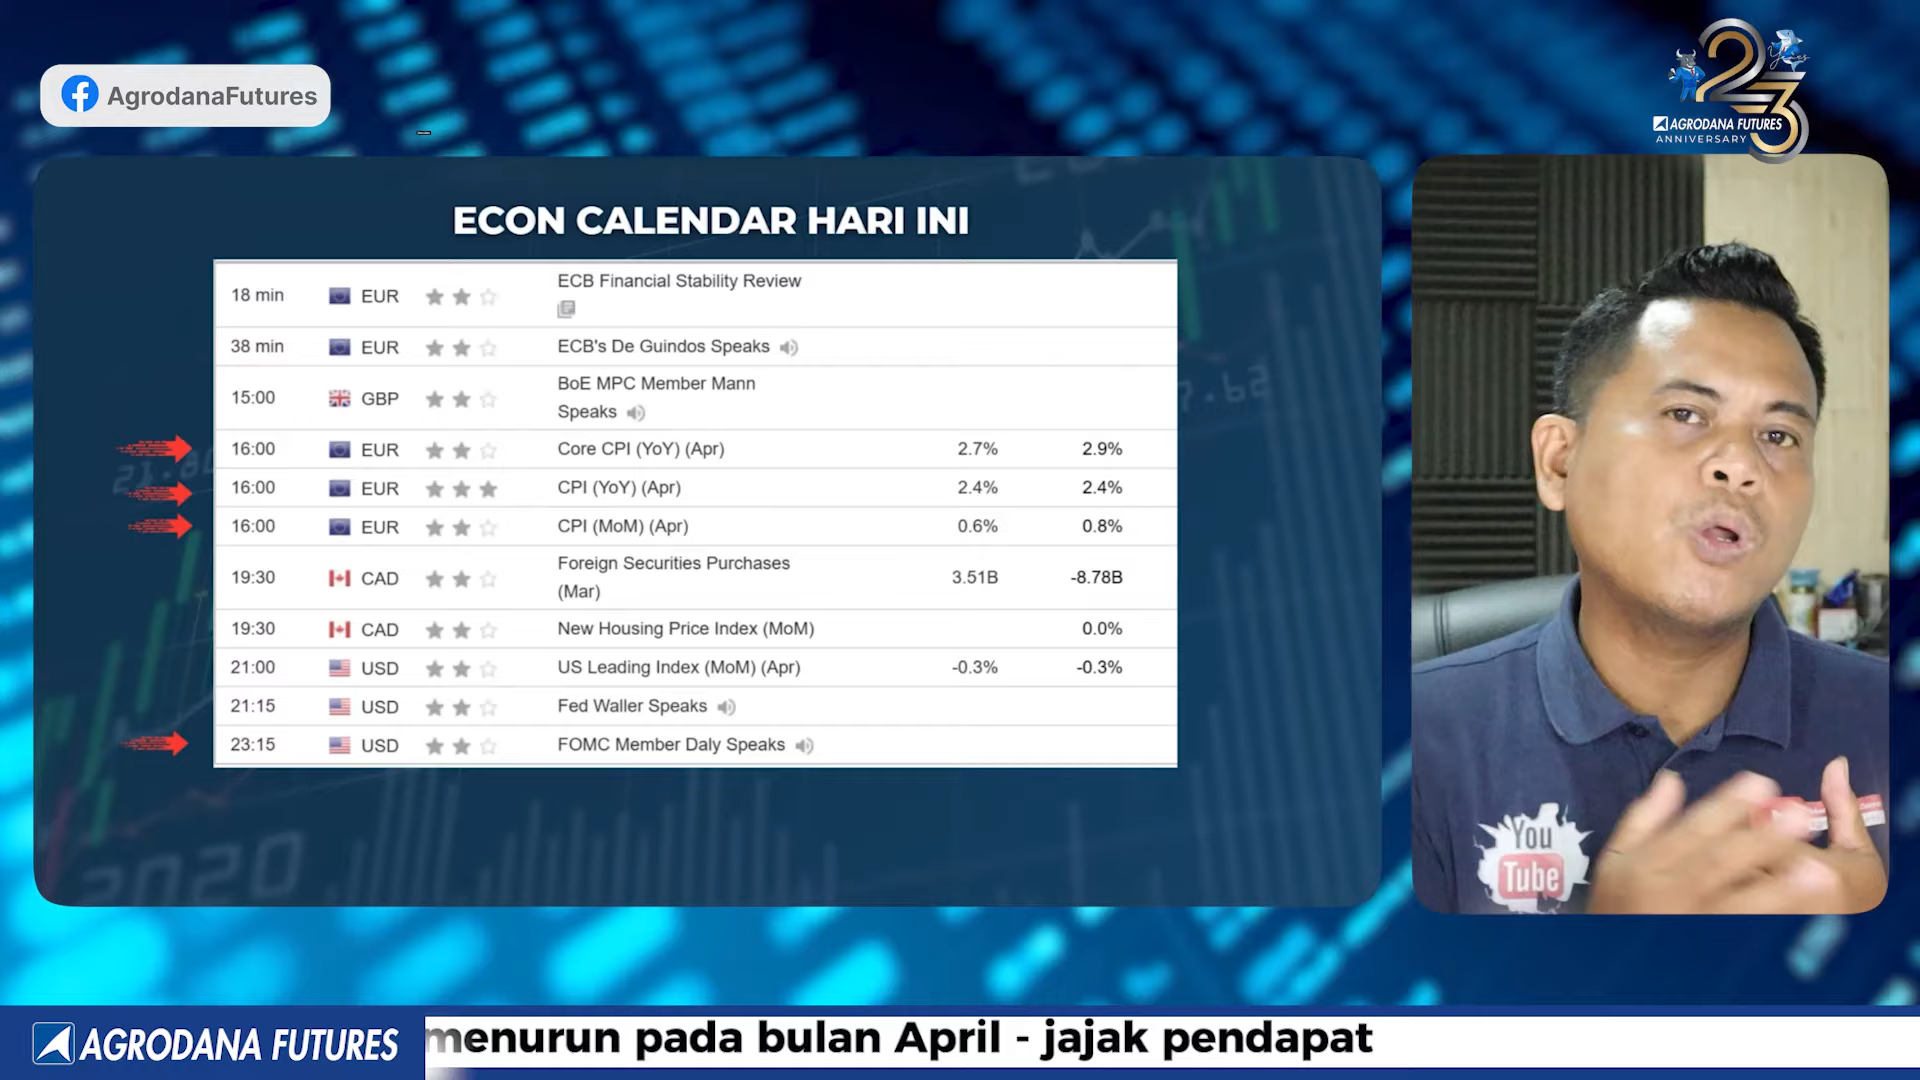 AgrodanaFutures
23
Years
AGRODANA FUTURES
ANNIVERSARY
ECON CALENDAR HARI INI
18 min EUR ECB Financial Stability Review
38 min EUR ECB's De Guindos Speaks
15:00 GBP BoE MPC Member Mann
Speaks
16:00 EUR Core CPI (YoY) (Apr) 2.7% 2.9%
16:00 EUR CPI (YoY) (Apr) 2.4% 2.4%
16:00 EUR CPI (MoM) (Apr) 0.6% 0.8%
19:30 CAD Foreign Securities Purchases
(Mar) 3.51B -8.78B
19:30 CAD New Housing Price Index (MoM) 0.0%
21:00 USD US Leading Index (MoM) (Apr) -0.3% -0.3%
21:15 USD Fed Waller Speaks
23:15 USD FOMC Member Daly Speaks
2020
You
Tube
AGRODANA FUTURES
menurun pada bulan April - jajak pendapat